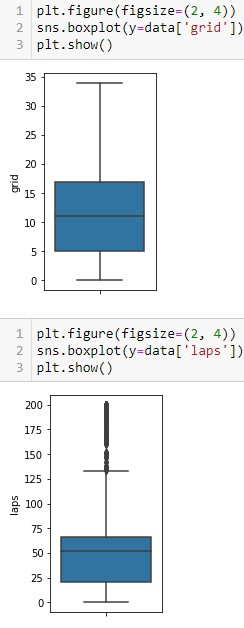 1 plt.figure(figsize=(2, 4))
2 sns.boxplot(y=data['grid'])
3 plt.show()
35
30
25
20
15
10
5
0
grid
1 plt.figure(figsize=(2, 4))
2 sns.boxplot(y=data['laps'])
3 plt.show()
200
175
150
125
100
75
50
25
0
laps